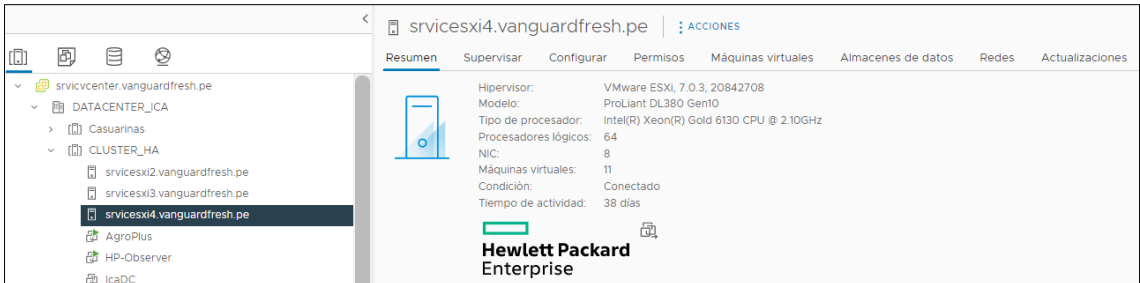 srvicvcenter.vanguardfresh.pe
DATACENTER_ICA
Casuarinas
CLUSTER_HA
srvicesxi2.vanguardfresh.pe
srvicesxi3.vanguardfresh.pe
srvicesxi4.vanguardfresh.pe
AgroPlus
HP-Observer
IcaDC
srvicesxi4.vanguardfresh.pe ACCIONES
Resumen Supervisar Configurar Permisos Máquinas virtuales Almacenes de datos Redes Actualizaciones
Hipervisor: VMware ESXi, 7.0.3, 20842708
Modelo: ProLiant DL380 Gen10
Tipo de procesador: Intel(R) Xeon(R) Gold 6130 CPU @ 2.10GHz
Procesadores lógicos: 64
NIC: 8
Máquinas virtuales: 11
Condiciòn: Conectado
Tiempo de actividad: 38 días
Hewlett Packard
Enterprise